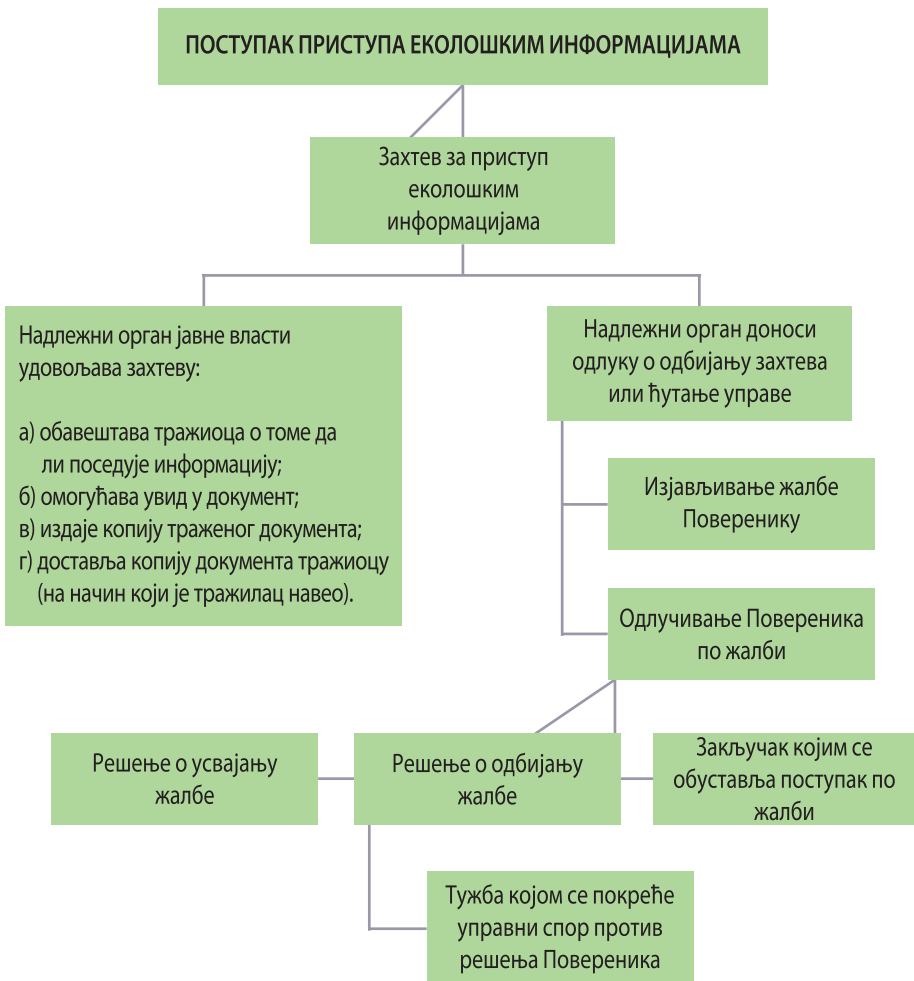 ПОСТУПАК ПРИСТУПА ЕКОЛОШКИМ ИНФОРМАЦИЈАМА
Захтев за приступ
еколошким
информацијама
Надлежни орган јавне власти
удовољава захтеву:
а) обавештава тражиоца о томе да
ли поседује информацију;
б) омогућава увид у документ;
в) издаје копију траженог документа;
г) доставља копију документа тражиоцу
(на начин који је тражилац навео).
Надлежни орган доноси
одлуку о одбијању захтева
или ћутање управе
Изјављивање жалбе
Поверенику
Одлучивање Повереника
по жалби
Решење о усвајању
жалбе
Решење о одбијању
жалбе
Закључак којим се
обуставља поступак по
жалби
Тужба којом се покреће
управни спор против
решења Повереника